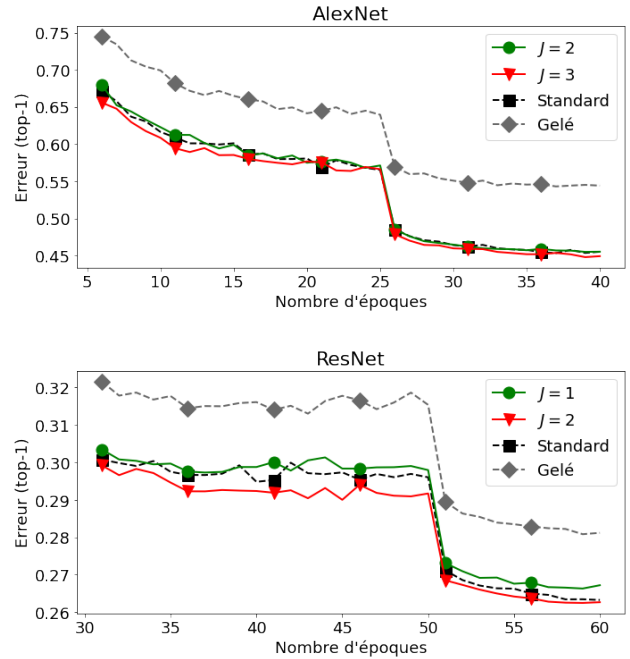 AlexNet
0.75
0.70
0.65
0.60
0.55
0.50
0.45
Erreur (top-1)
J = 2
J = 3
Standard
Gelé
5 10 15 20 25 30 35 40
Nombre d'époques
ResNet
0.32
0.31
0.30
0.29
0.28
0.27
0.26
Erreur (top-1)
J = 1
J = 2
Standard
Gelé
30 35 40 45 50 55 60
Nombre d'époques